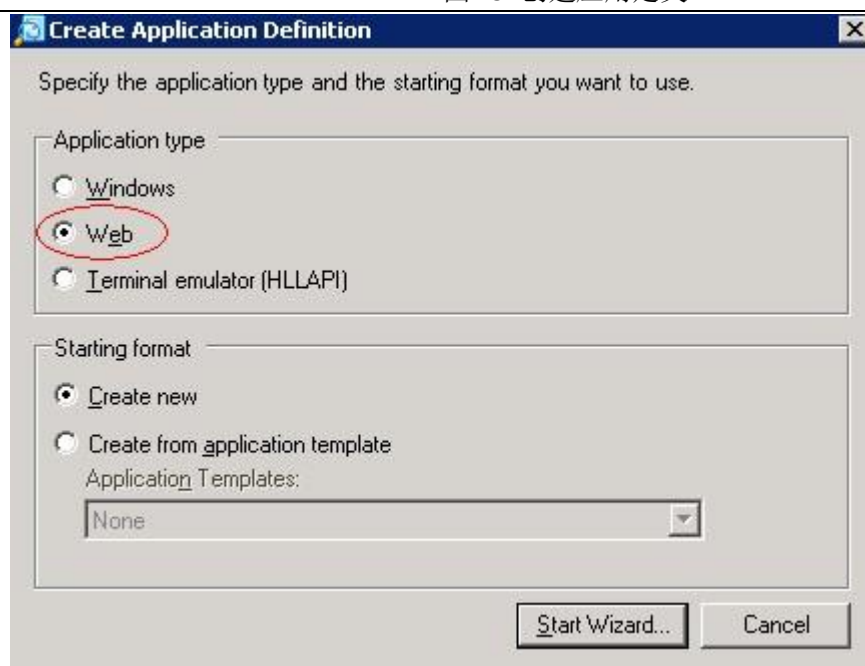 Create Application Definition
Specify the application type and the starting format you want to use.
Application type
Windows
Web
Terminal emulator (HLLAPI)
Starting format
Create new
Create from application template
Application Templates:
None
Start Wizard...
Cancel